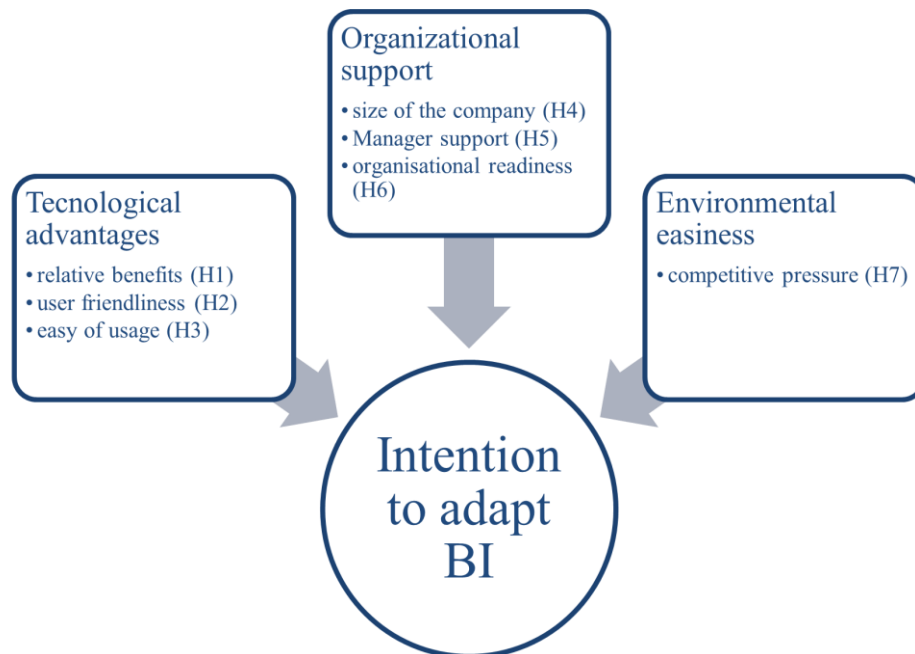 Organizational
support
• size of the company (H4)
• Manager support (H5)
• organisational readiness
(H6)
Tecnological
advantages
• relative benefits (H1)
• user friendliness (H2)
• easy of usage (H3)
Environmental
easiness
• competitive pressure (H7)
Intention
to adapt
BI